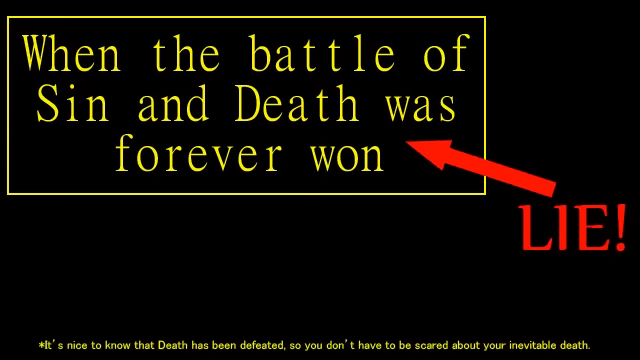 When the battle of
Sin and Death was
forever won
LIE!
*It's nice to know that Death has been defeated, so you don't have to be scared about your inevitable death.